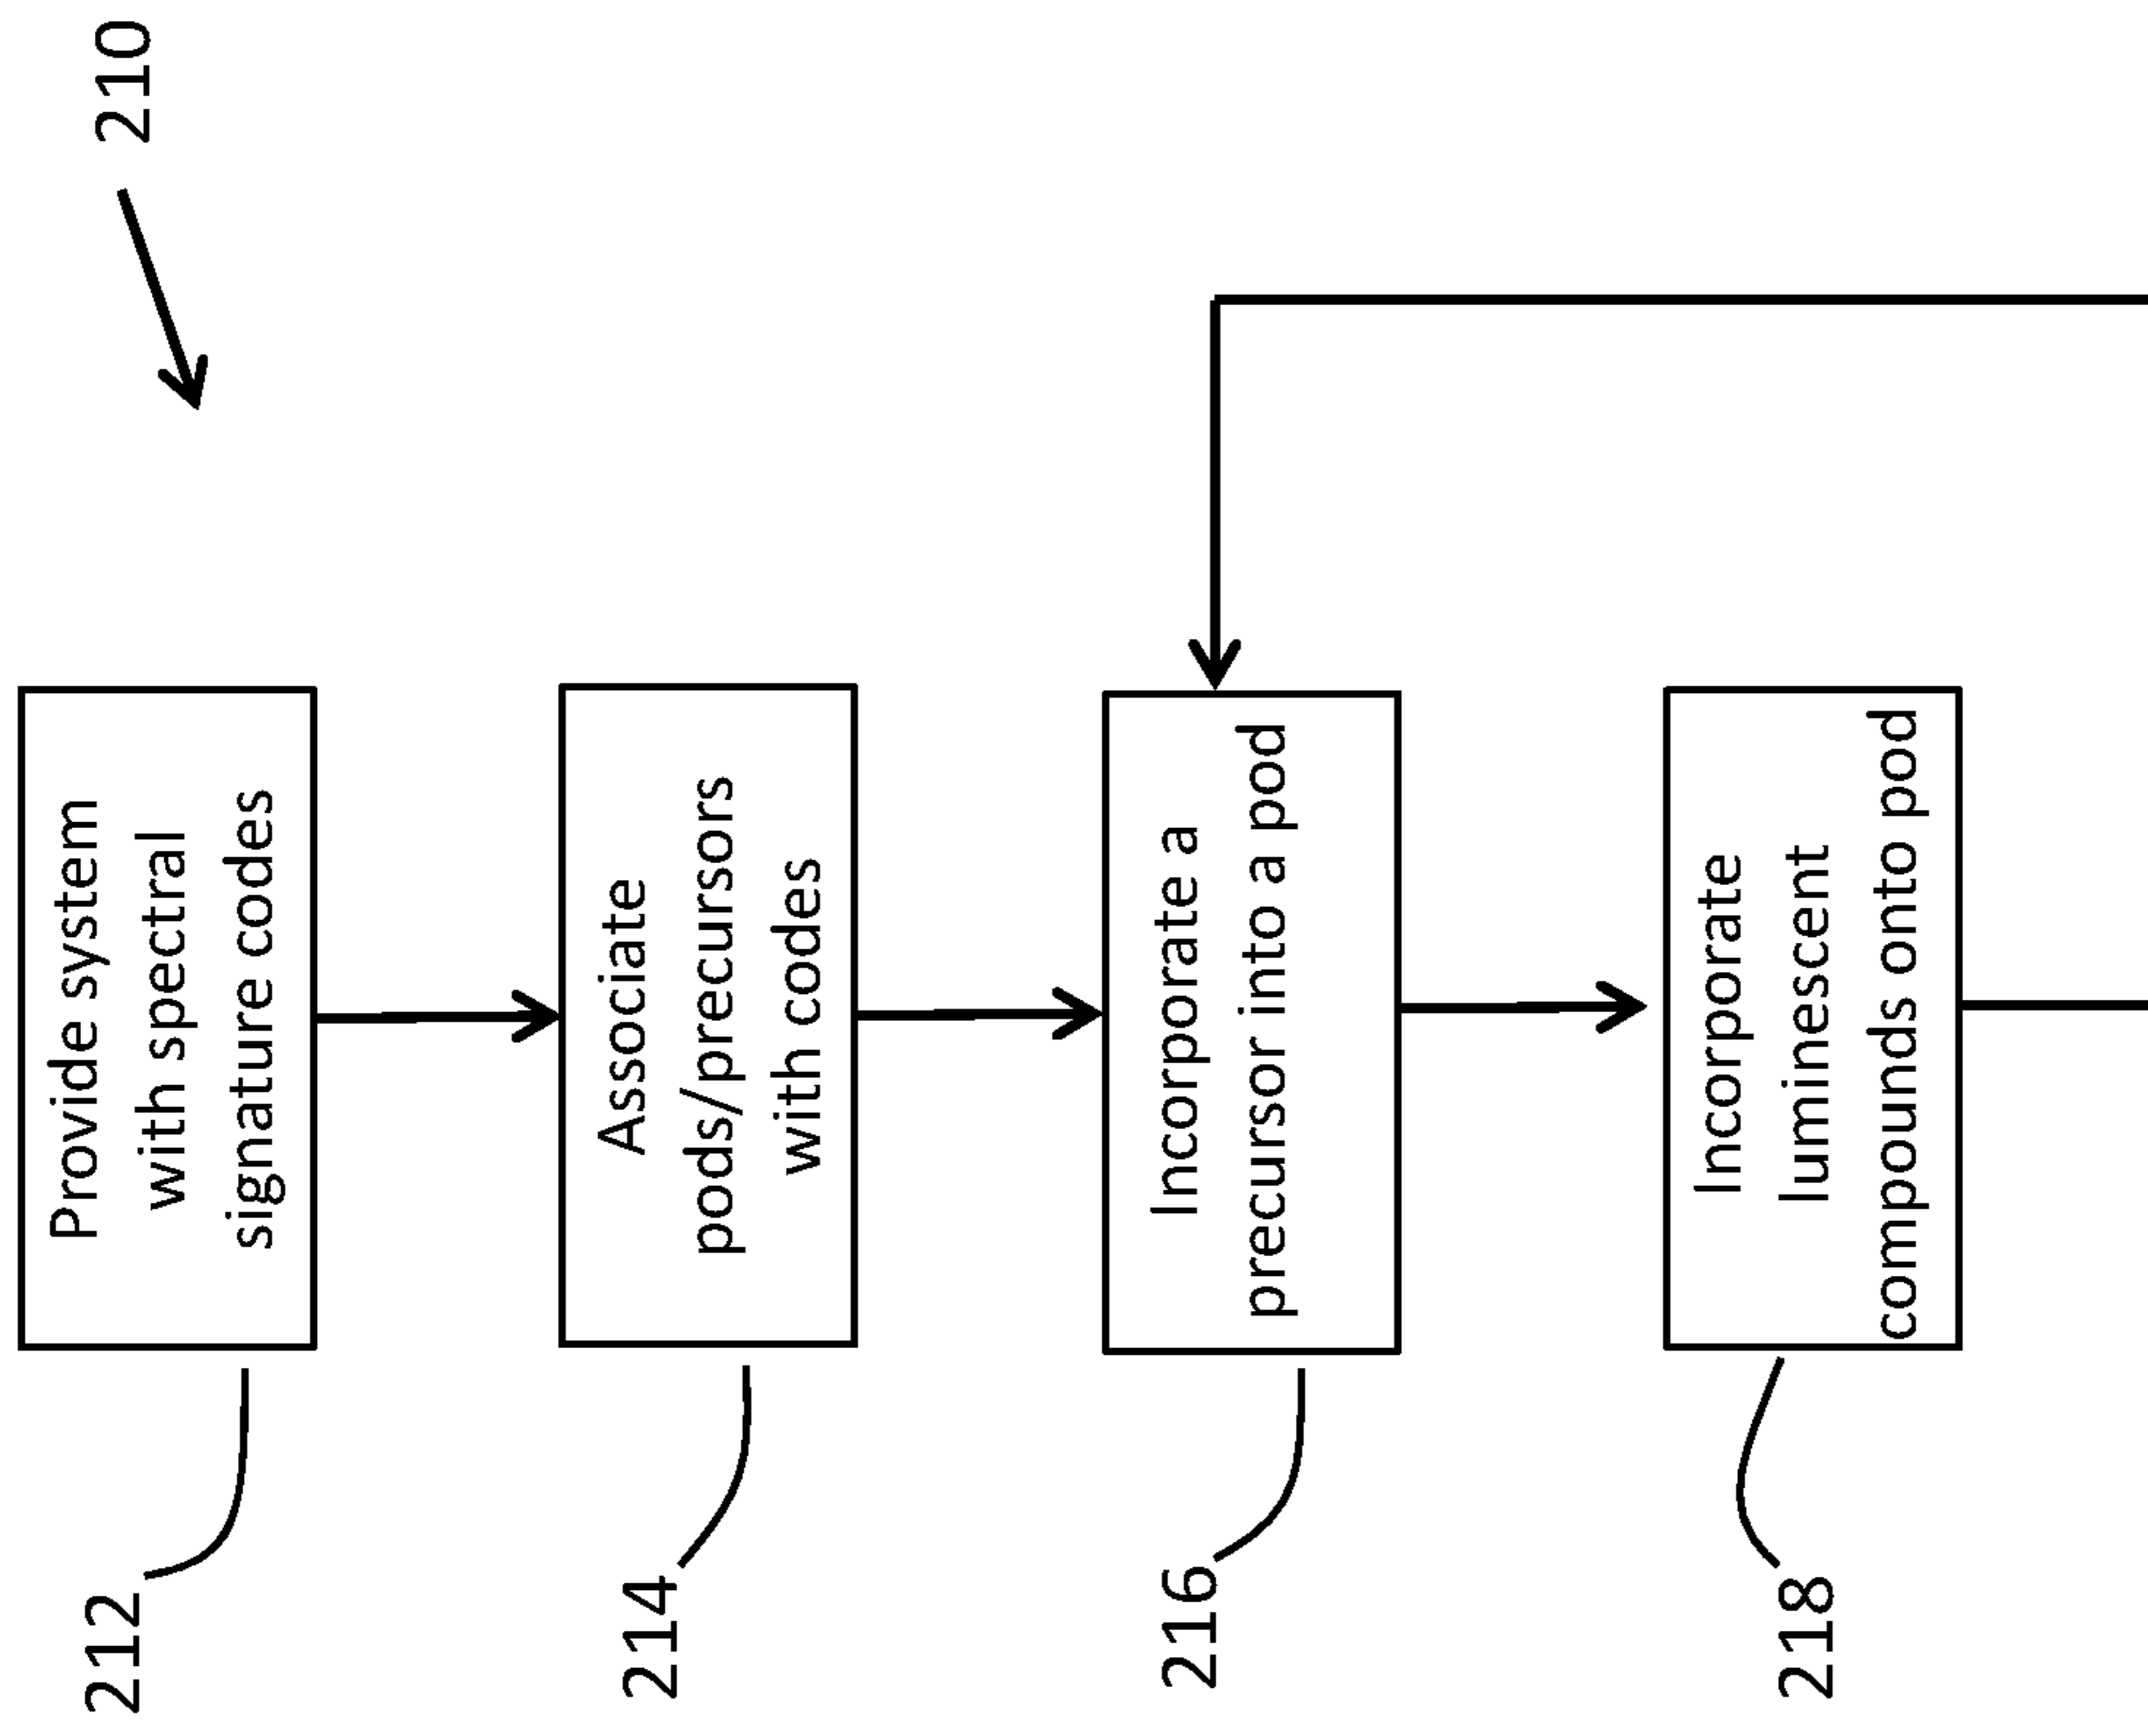 210
212
Provide system
with spectral
signature codes
214
Associate
pods/precursors
with codes
216
Incorporate a
precursor into a pod
218
Incorporate
luminescent
compounds onto pod